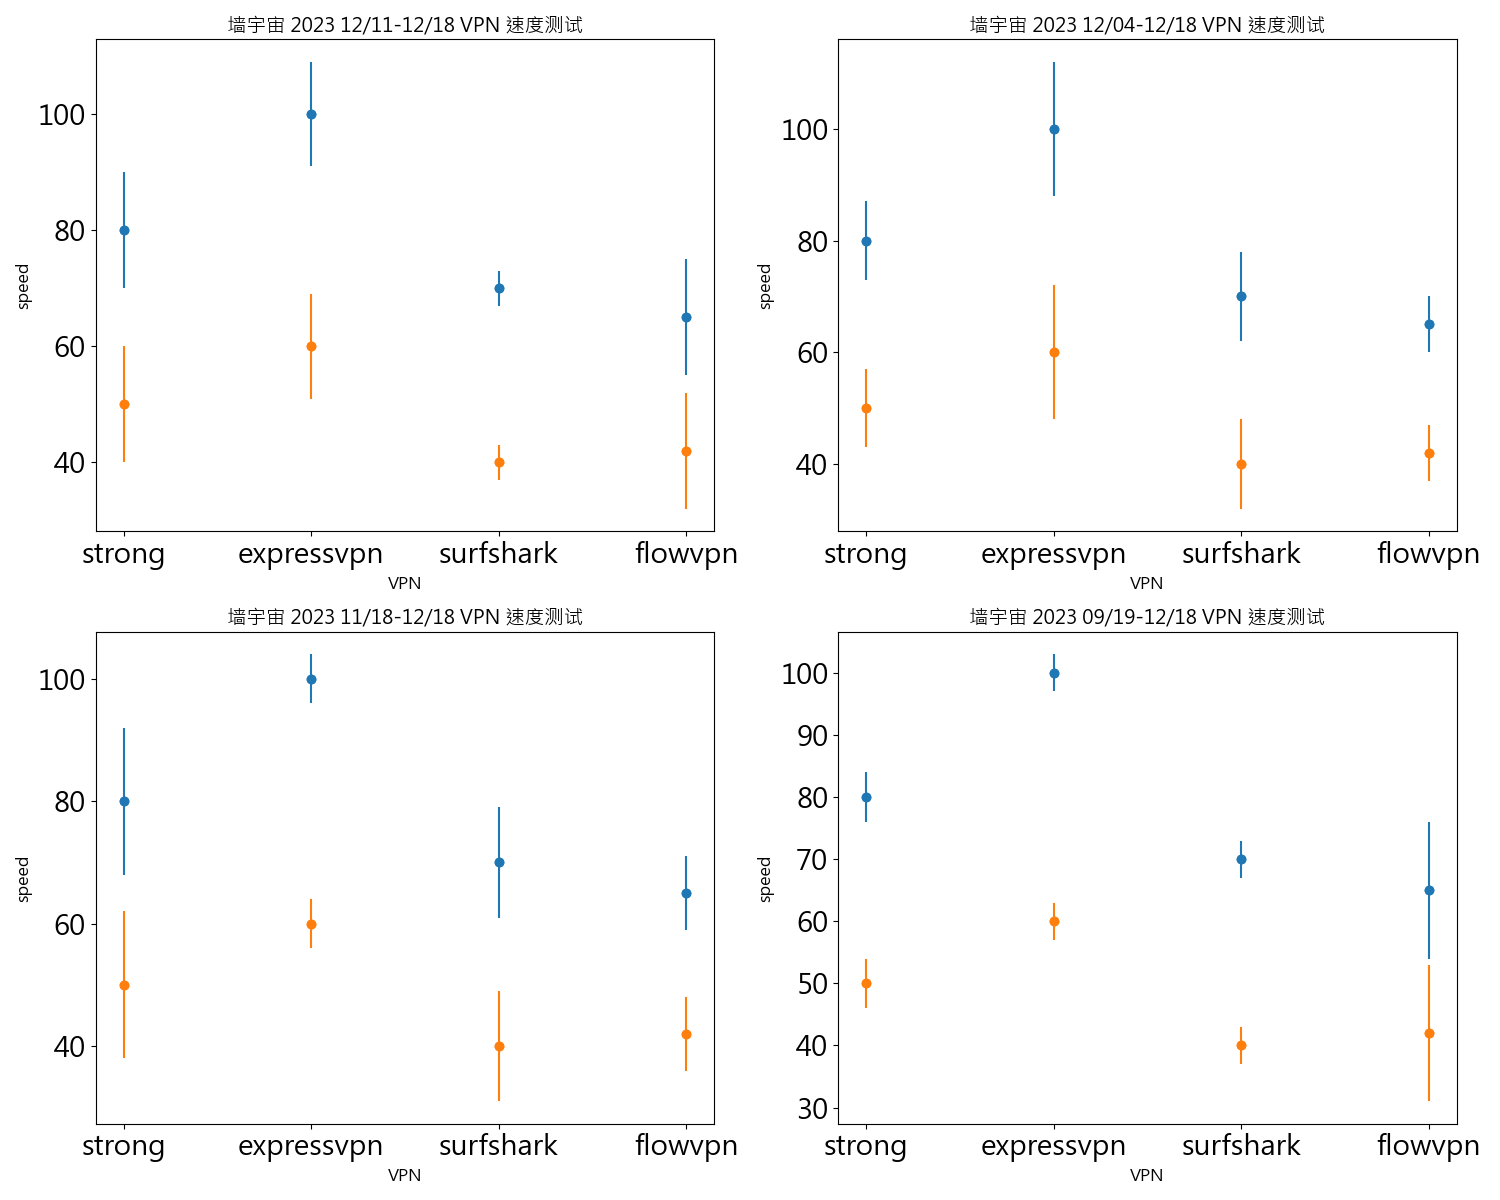 墙宇宙 2023 12/11-12/18 VPN 速度测试
100
80
60
40
speed
strong expressvpn surfshark flowvpn
VPN
墙宇宙 2023 12/04-12/18 VPN 速度测试
100
80
60
40
speed
strong expressvpn surfshark flowvpn
VPN
墙宇宙 2023 11/18-12/18 VPN 速度测试
100
80
60
40
speed
strong expressvpn surfshark flowvpn
VPN
墙宇宙 2023 09/19-12/18 VPN 速度测试
100
90
80
70
60
50
40
30
speed
strong expressvpn surfshark flowvpn
VPN